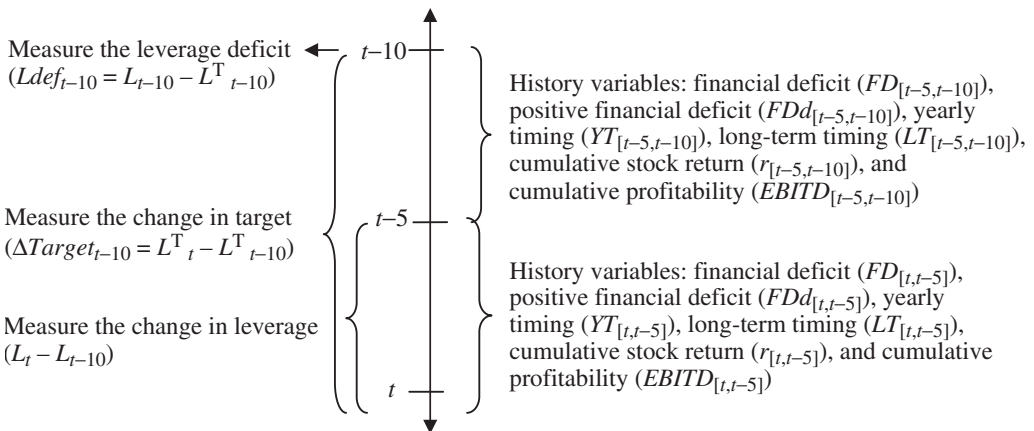 Measure the leverage deficit
(Ldef_{t–10} = L_{t–10} – L^T_{t–10})
t–10
History variables: financial deficit (FD_{[t–5,t–10]}),
positive financial deficit (FDd_{[t–5,t–10]}), yearly
timing (YT_{[t–5,t–10]}), long-term timing (LT_{[t–5,t–10]}),
cumulative stock return (r_{[t–5,t–10]}), and
cumulative profitability (EBITD_{[t–5,t–10]})
Measure the change in target
(ΔTarget_{t–10} = L^T_t – L^T_{t–10})
t–5
Measure the change in leverage
(L_t – L_{t–10})
History variables: financial deficit (FD_{[t,t–5]}),
positive financial deficit (FDd_{[t,t–5]}), yearly
timing (YT_{[t,t–5]}), long-term timing (LT_{[t,t–5]}),
cumulative stock return (r_{[t,t–5]}), and cumulative
profitability (EBITD_{[t,t–5]})
t